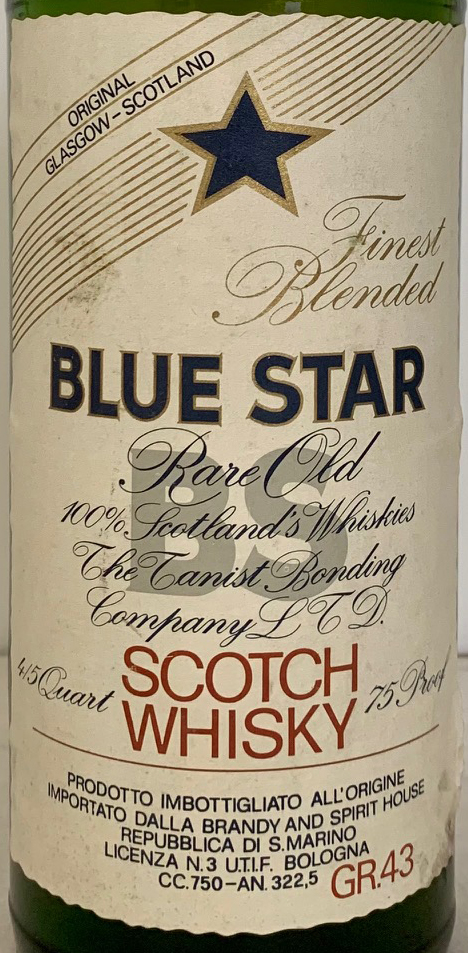 ORIGINAL
GLASGOW-SCOTLAND
Finest
Blended
BLUE STAR
Rare Old
BS
100% Scotland's Whiskies
The Tanist Bonding
Company LTD.
4/5 Quart
SCOTCH
WHISKY
75 Proof
PRODOTTO IMBOTTIGLIATO ALL'ORIGINE
IMPORTATO DALLA BRANDY AND SPIRIT HOUSE
REPUBBLICA DI S.MARINO
LICENZA N.3 U.T.I.F. BOLOGNA
CC.750-AN.322,5 GR.43